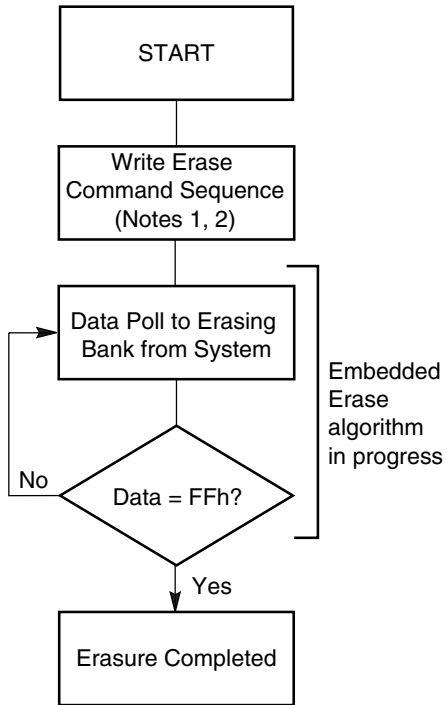 START
Write Erase
Command Sequence
(Notes 1, 2)
Data Poll to Erasing
Bank from System
Embedded
Erase
algorithm
in progress
No
Data = FFh?
Yes
Erasure Completed